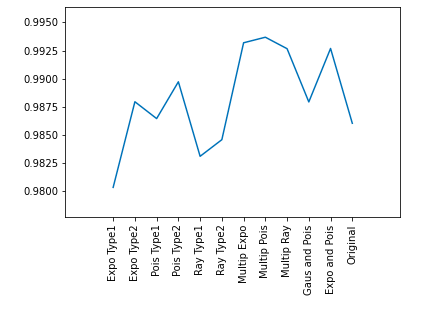 0.9950
0.9925
0.9900
0.9875
0.9850
0.9825
0.9800
Expo Type1
Expo Type2
Pois Type1
Pois Type2
Ray Type1
Ray Type2
Multip Expo
Multip Pois
Multip Ray
Gaus and Pois
Expo and Pois
Original